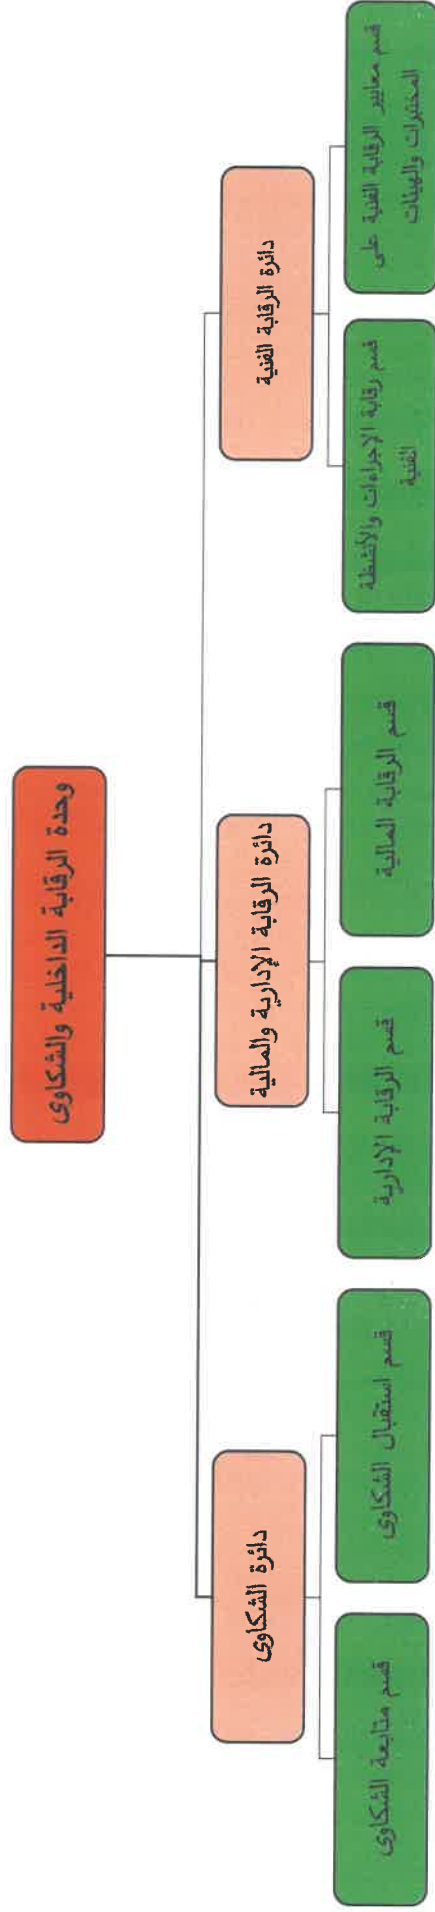 وحدة الرقابة الداخلية والشكاوى
دائرة الرقابة الفنية
دائرة الرقابة الإدارية والمالية
دائرة الشكاوى
قسم معايير الرقابة الفنية على
المختبرات والهيئات
قسم رقابة الإجراءات والأنشطة
الفنية
قسم الرقابة المالية
قسم الرقابة الإدارية
قسم استقبال الشكاوى
قسم متابعة الشكاوى